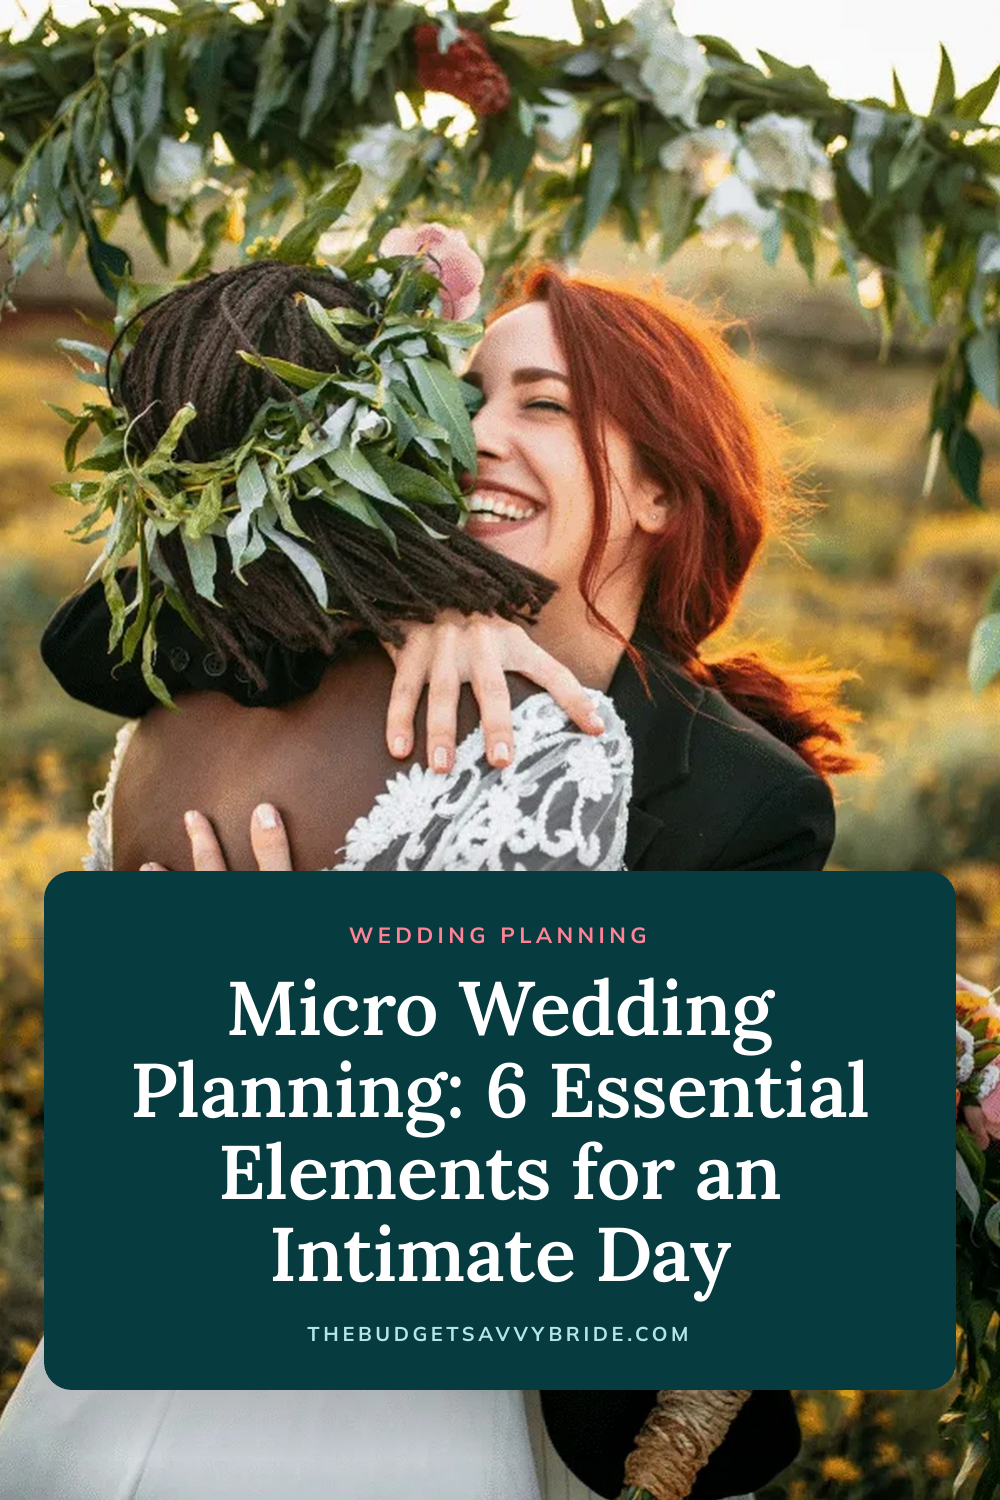 WEDDING PLANNING
Micro Wedding
Planning: 6 Essential
Elements for an
Intimate Day
THEBUDGETSAVVYBRIDE.COM